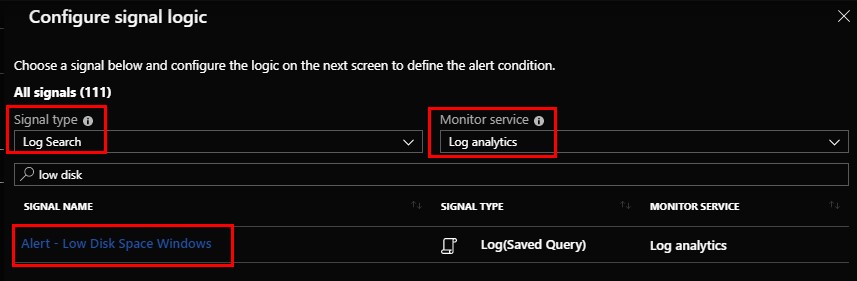 Configure signal logic
Choose a signal below and configure the logic on the next screen to define the alert condition.
All signals (111)
Signal type Monitor service
Log Search Log analytics
low disk
SIGNAL NAME SIGNAL TYPE MONITOR SERVICE
Alert - Low Disk Space Windows Log(Saved Query) Log analytics